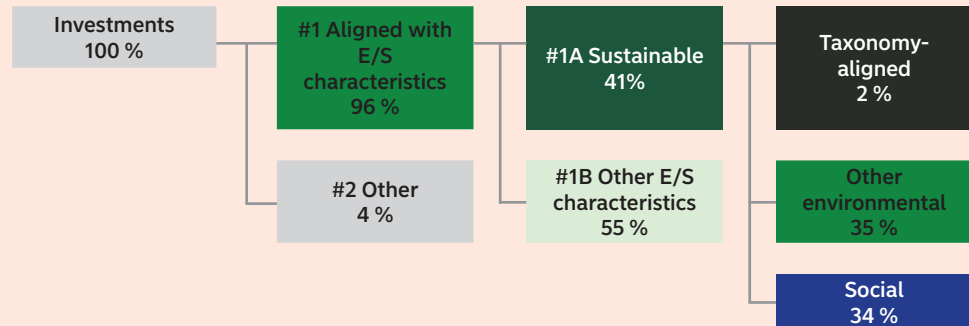 Investments
100 %
#1 Aligned with
E/S
characteristics
96 %
#2 Other
4 %
#1A Sustainable
41%
#1B Other E/S
characteristics
55 %
Taxonomy-
aligned
2 %
Other
environmental
35 %
Social
34 %